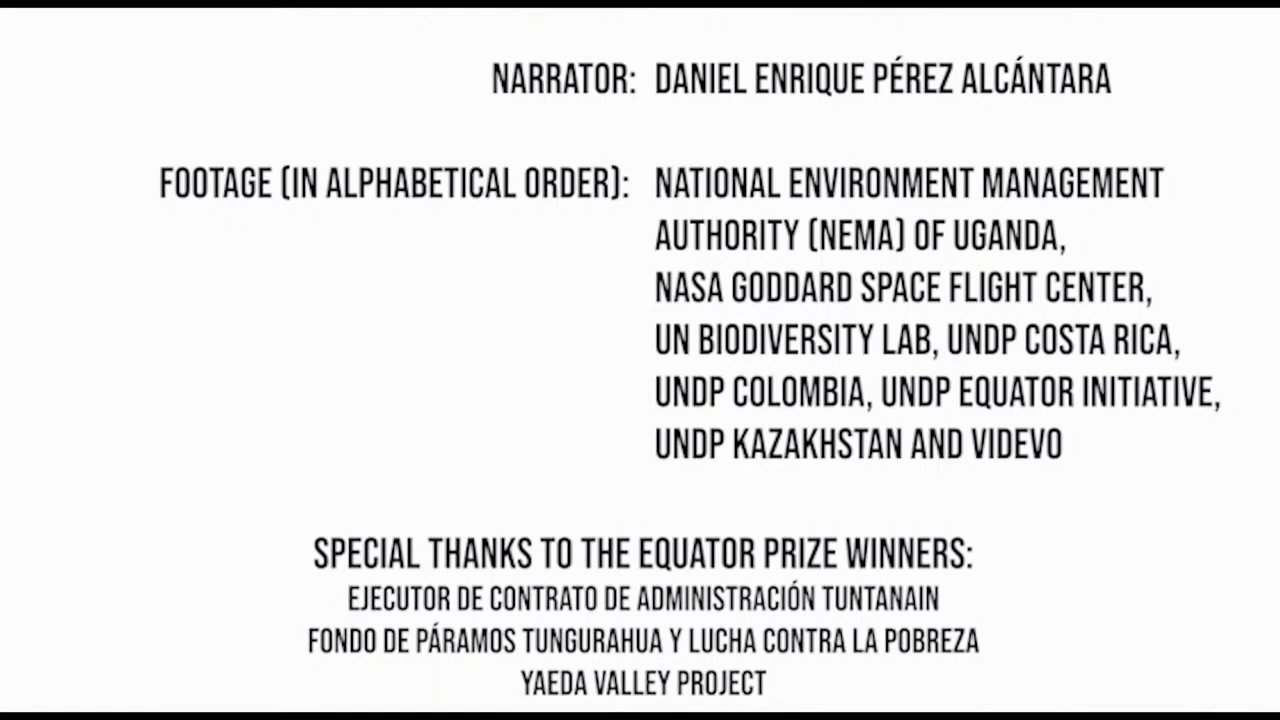 NARRATOR: DANIEL ENRIQUE PÉREZ ALCÁNTARA
FOOTAGE (IN ALPHABETICAL ORDER): NATIONAL ENVIRONMENT MANAGEMENT
AUTHORITY (NEMA) OF UGANDA,
NASA GODDARD SPACE FLIGHT CENTER,
UN BIODIVERSITY LAB, UNDP COSTA RICA,
UNDP COLOMBIA, UNDP EQUATOR INITIATIVE,
UNDP KAZAKHSTAN AND VIDEVO
SPECIAL THANKS TO THE EQUATOR PRIZE WINNERS:
EJECUTOR DE CONTRATO DE ADMINISTRACIÓN TUNTANAIN
FONDO DE PÁRAMOS TUNGURAHUA Y LUCHA CONTRA LA POBREZA
YAEDA VALLEY PROJECT